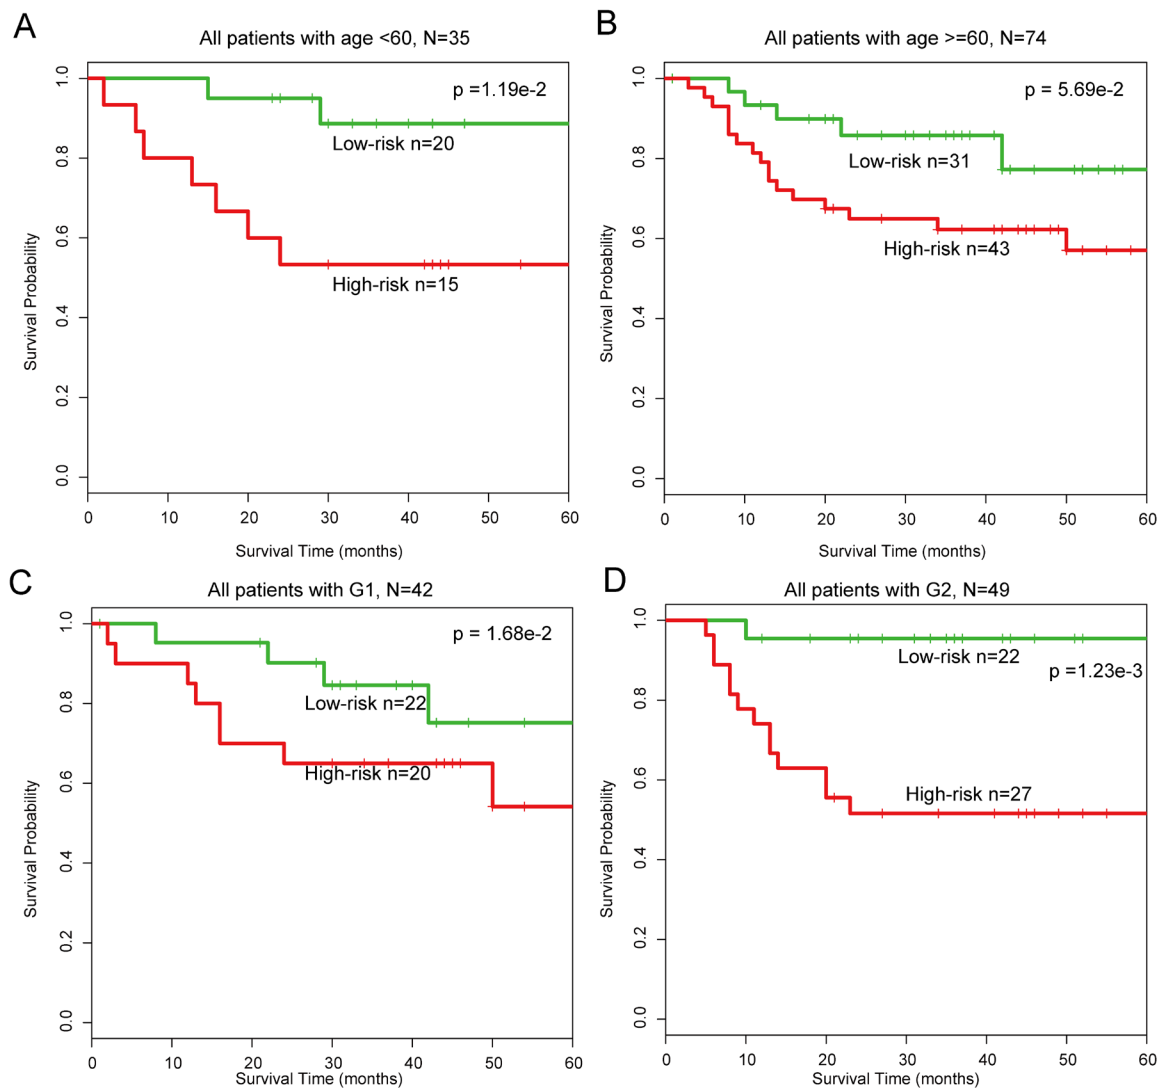 A
All patients with age <60, N=35
p =1.19e-2
Low-risk n=20
High-risk n=15
Survival Probability
0.0 0.2 0.4 0.6 0.8 1.0
0 10 20 30 40 50 60
Survival Time (months)
B
All patients with age >=60, N=74
p = 5.69e-2
Low-risk n=31
High-risk n=43
Survival Probability
0.0 0.2 0.4 0.6 0.8 1.0
0 10 20 30 40 50 60
Survival Time (months)
C
All patients with G1, N=42
p = 1.68e-2
Low-risk n=22
High-risk n=20
Survival Probability
0.0 0.2 0.4 0.6 0.8 1.0
0 10 20 30 40 50 60
Survival Time (months)
D
All patients with G2, N=49
Low-risk n=22
p =1.23e-3
High-risk n=27
Survival Probability
0.0 0.2 0.4 0.6 0.8 1.0
0 10 20 30 40 50 60
Survival Time (months)